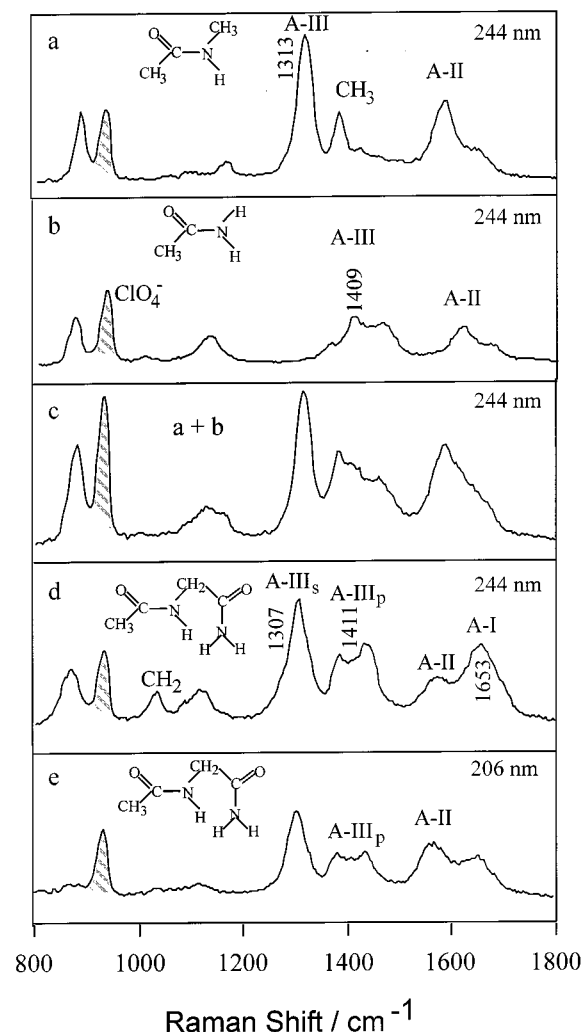 a
O
C
CH3
N
CH3
H
A-III
1313
CH3
A-II
244 nm
b
O
C
CH3
N
H
H
ClO4-
A-III
1409
A-II
244 nm
c
a + b
244 nm
d
O
C
CH3
N
H
CH2
C
O
N
H
H
CH2
A-IIIs
1307
A-IIIp
1411
A-II
A-I
1653
244 nm
e
O
C
CH3
N
H
CH2
C
O
N
H
H
A-IIIp
A-II
206 nm
800 1000 1200 1400 1600 1800
Raman Shift / cm-1